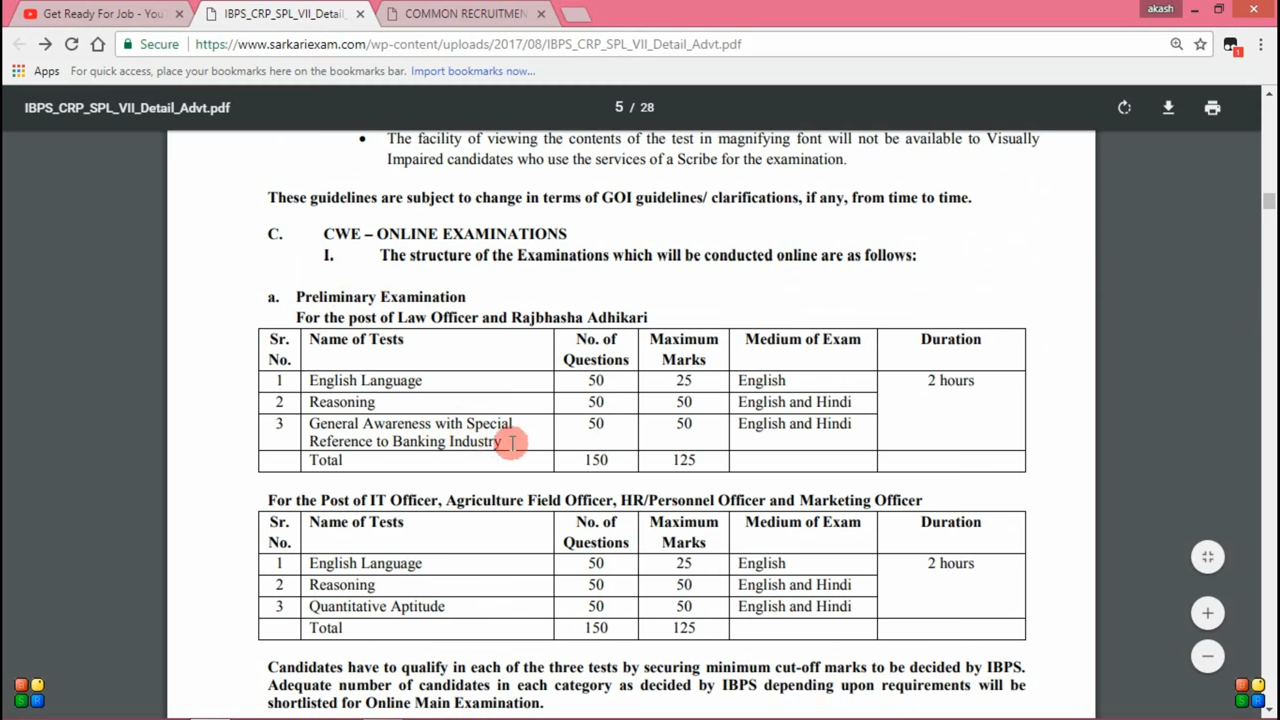 Get Ready For Job - You
IBPS_CRP_SPL_VII_Detail_
COMMON RECRUITMEN
akash
Secure
https://www.sarkariexam.com/wp-content/uploads/2017/08/IBPS_CRP_SPL_VII_Detail_Advt.pdf
1
Apps For quick access, place your bookmarks here on the bookmarks bar. Import bookmarks now...
IBPS_CRP_SPL_VII_Detail_Advt.pdf
5 / 28
• The facility of viewing the contents of the test in magnifying font will not be available to Visually
Impaired candidates who use the services of a Scribe for the examination.
These guidelines are subject to change in terms of GOI guidelines/ clarifications, if any, from time to time.
C. CWE – ONLINE EXAMINATIONS
I. The structure of the Examinations which will be conducted online are as follows:
a. Preliminary Examination
For the post of Law Officer and Rajbhasha Adhikari
Sr. Name of Tests No. of Maximum Medium of Exam Duration
No. Questions Marks
1 English Language 50 25 English 2 hours
2 Reasoning 50 50 English and Hindi
3 General Awareness with Special 50 50 English and Hindi
Reference to Banking Industry
Total 150 125
For the Post of IT Officer, Agriculture Field Officer, HR/Personnel Officer and Marketing Officer
Sr. Name of Tests No. of Maximum Medium of Exam Duration
No. Questions Marks
1 English Language 50 25 English 2 hours
2 Reasoning 50 50 English and Hindi
3 Quantitative Aptitude 50 50 English and Hindi
Total 150 125
Candidates have to qualify in each of the three tests by securing minimum cut-off marks to be decided by IBPS.
Adequate number of candidates in each category as decided by IBPS depending upon requirements will be
shortlisted for Online Main Examination.
S R
S R